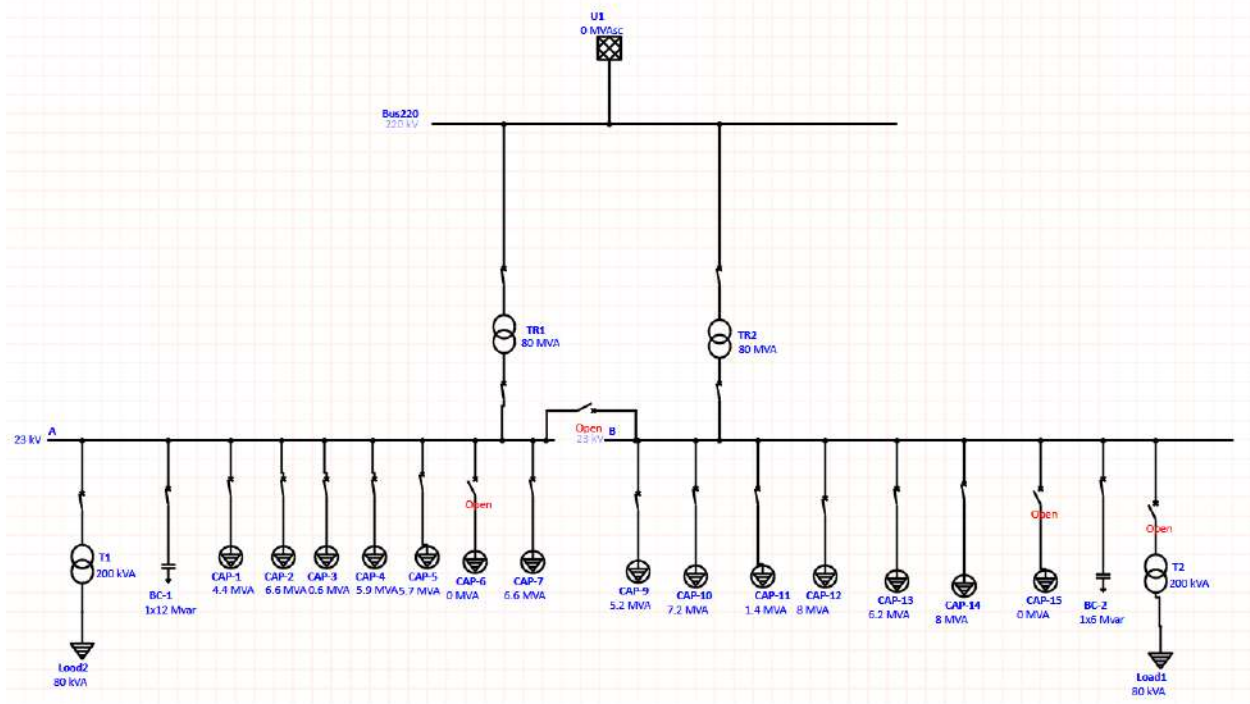 U1
0 MVAsc
Bus220
220 kV
TR1
80 MVA
TR2
80 MVA
23 kV
A
Open
23 kV
B
Open
Open
Open
T1
200 kVA
BC-1
1x12 Mvar
CAP-1
4.4 MVA
CAP-2
6.6 MVA
CAP-3
0.6 MVA
CAP-4
5.9 MVA
CAP-5
5.7 MVA
CAP-6
0 MVA
CAP-7
6.6 MVA
CAP-9
5.2 MVA
CAP-10
7.2 MVA
CAP-11
1.4 MVA
CAP-12
8 MVA
CAP-13
6.2 MVA
CAP-14
8 MVA
CAP-15
0 MVA
BC-2
1x6 Mvar
T2
200 kVA
Load2
80 kVA
Load1
80 kVA